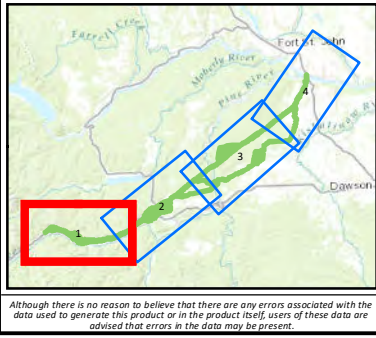 Farrell Creek
Fort St. John
Moberly River
Pine River
4
Kiskatinaw River
3
Dawson
2
1
Although there is no reason to believe that there are any errors associated with the
data used to generate this product or in the product itself, users of these data are
advised that errors in the data may be present.